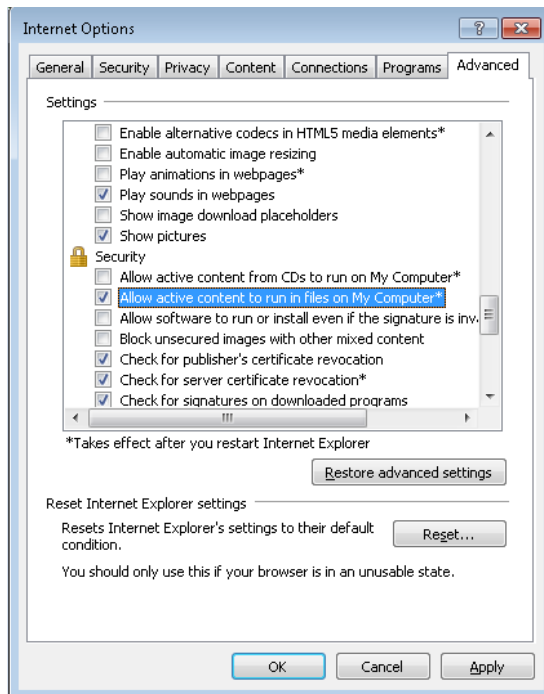 Internet Options
General Security Privacy Content Connections Programs Advanced
Settings
Enable alternative codecs in HTML5 media elements*
Enable automatic image resizing
Play animations in webpages*
Play sounds in webpages
Show image download placeholders
Show pictures
Security
Allow active content from CDs to run on My Computer*
Allow active content to run in files on My Computer*
Allow software to run or install even if the signature is inv.
Block unsecured images with other mixed content
Check for publisher's certificate revocation
Check for server certificate revocation*
Check for signatures on downloaded programs
*Takes effect after you restart Internet Explorer
Restore advanced settings
Reset Internet Explorer settings
Resets Internet Explorer's settings to their default
condition.
Reset...
You should only use this if your browser is in an unusable state.
OK Cancel Apply